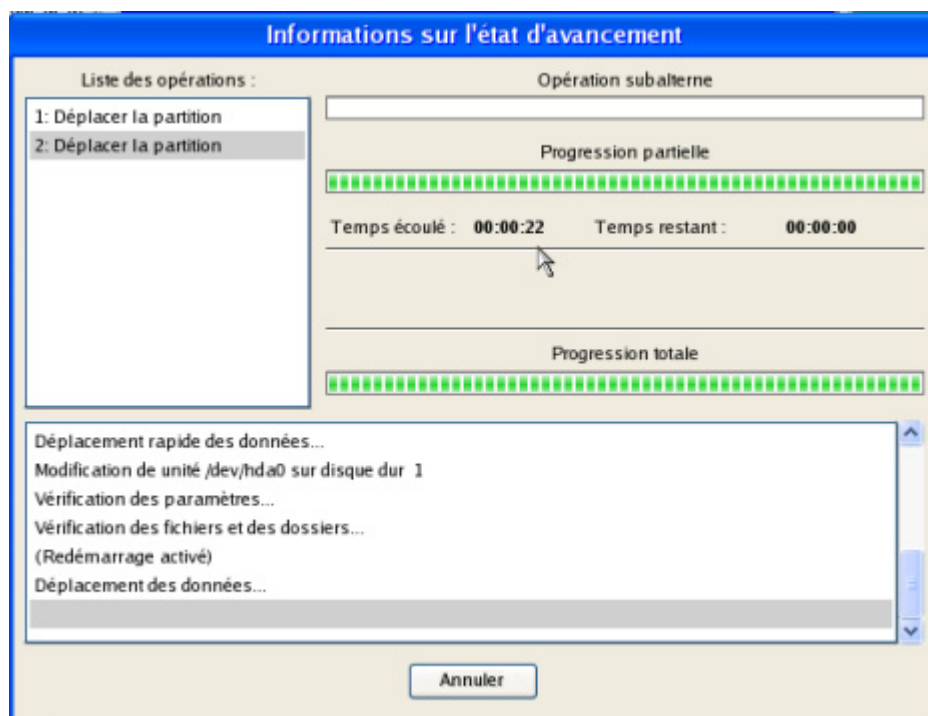 Informations sur l'état d'avancement
Liste des opérations :
1: Déplacer la partition
2: Déplacer la partition
Opération subalterne
Progression partielle
Temps écoulé : 00:00:22 Temps restant : 00:00:00
Progression totale
Déplacement rapide des données...
Modification de unité /dev/hda0 sur disque dur 1
Vérification des paramètres...
Vérification des fichiers et des dossiers...
(Redémarrage activé)
Déplacement des données...
Annuler